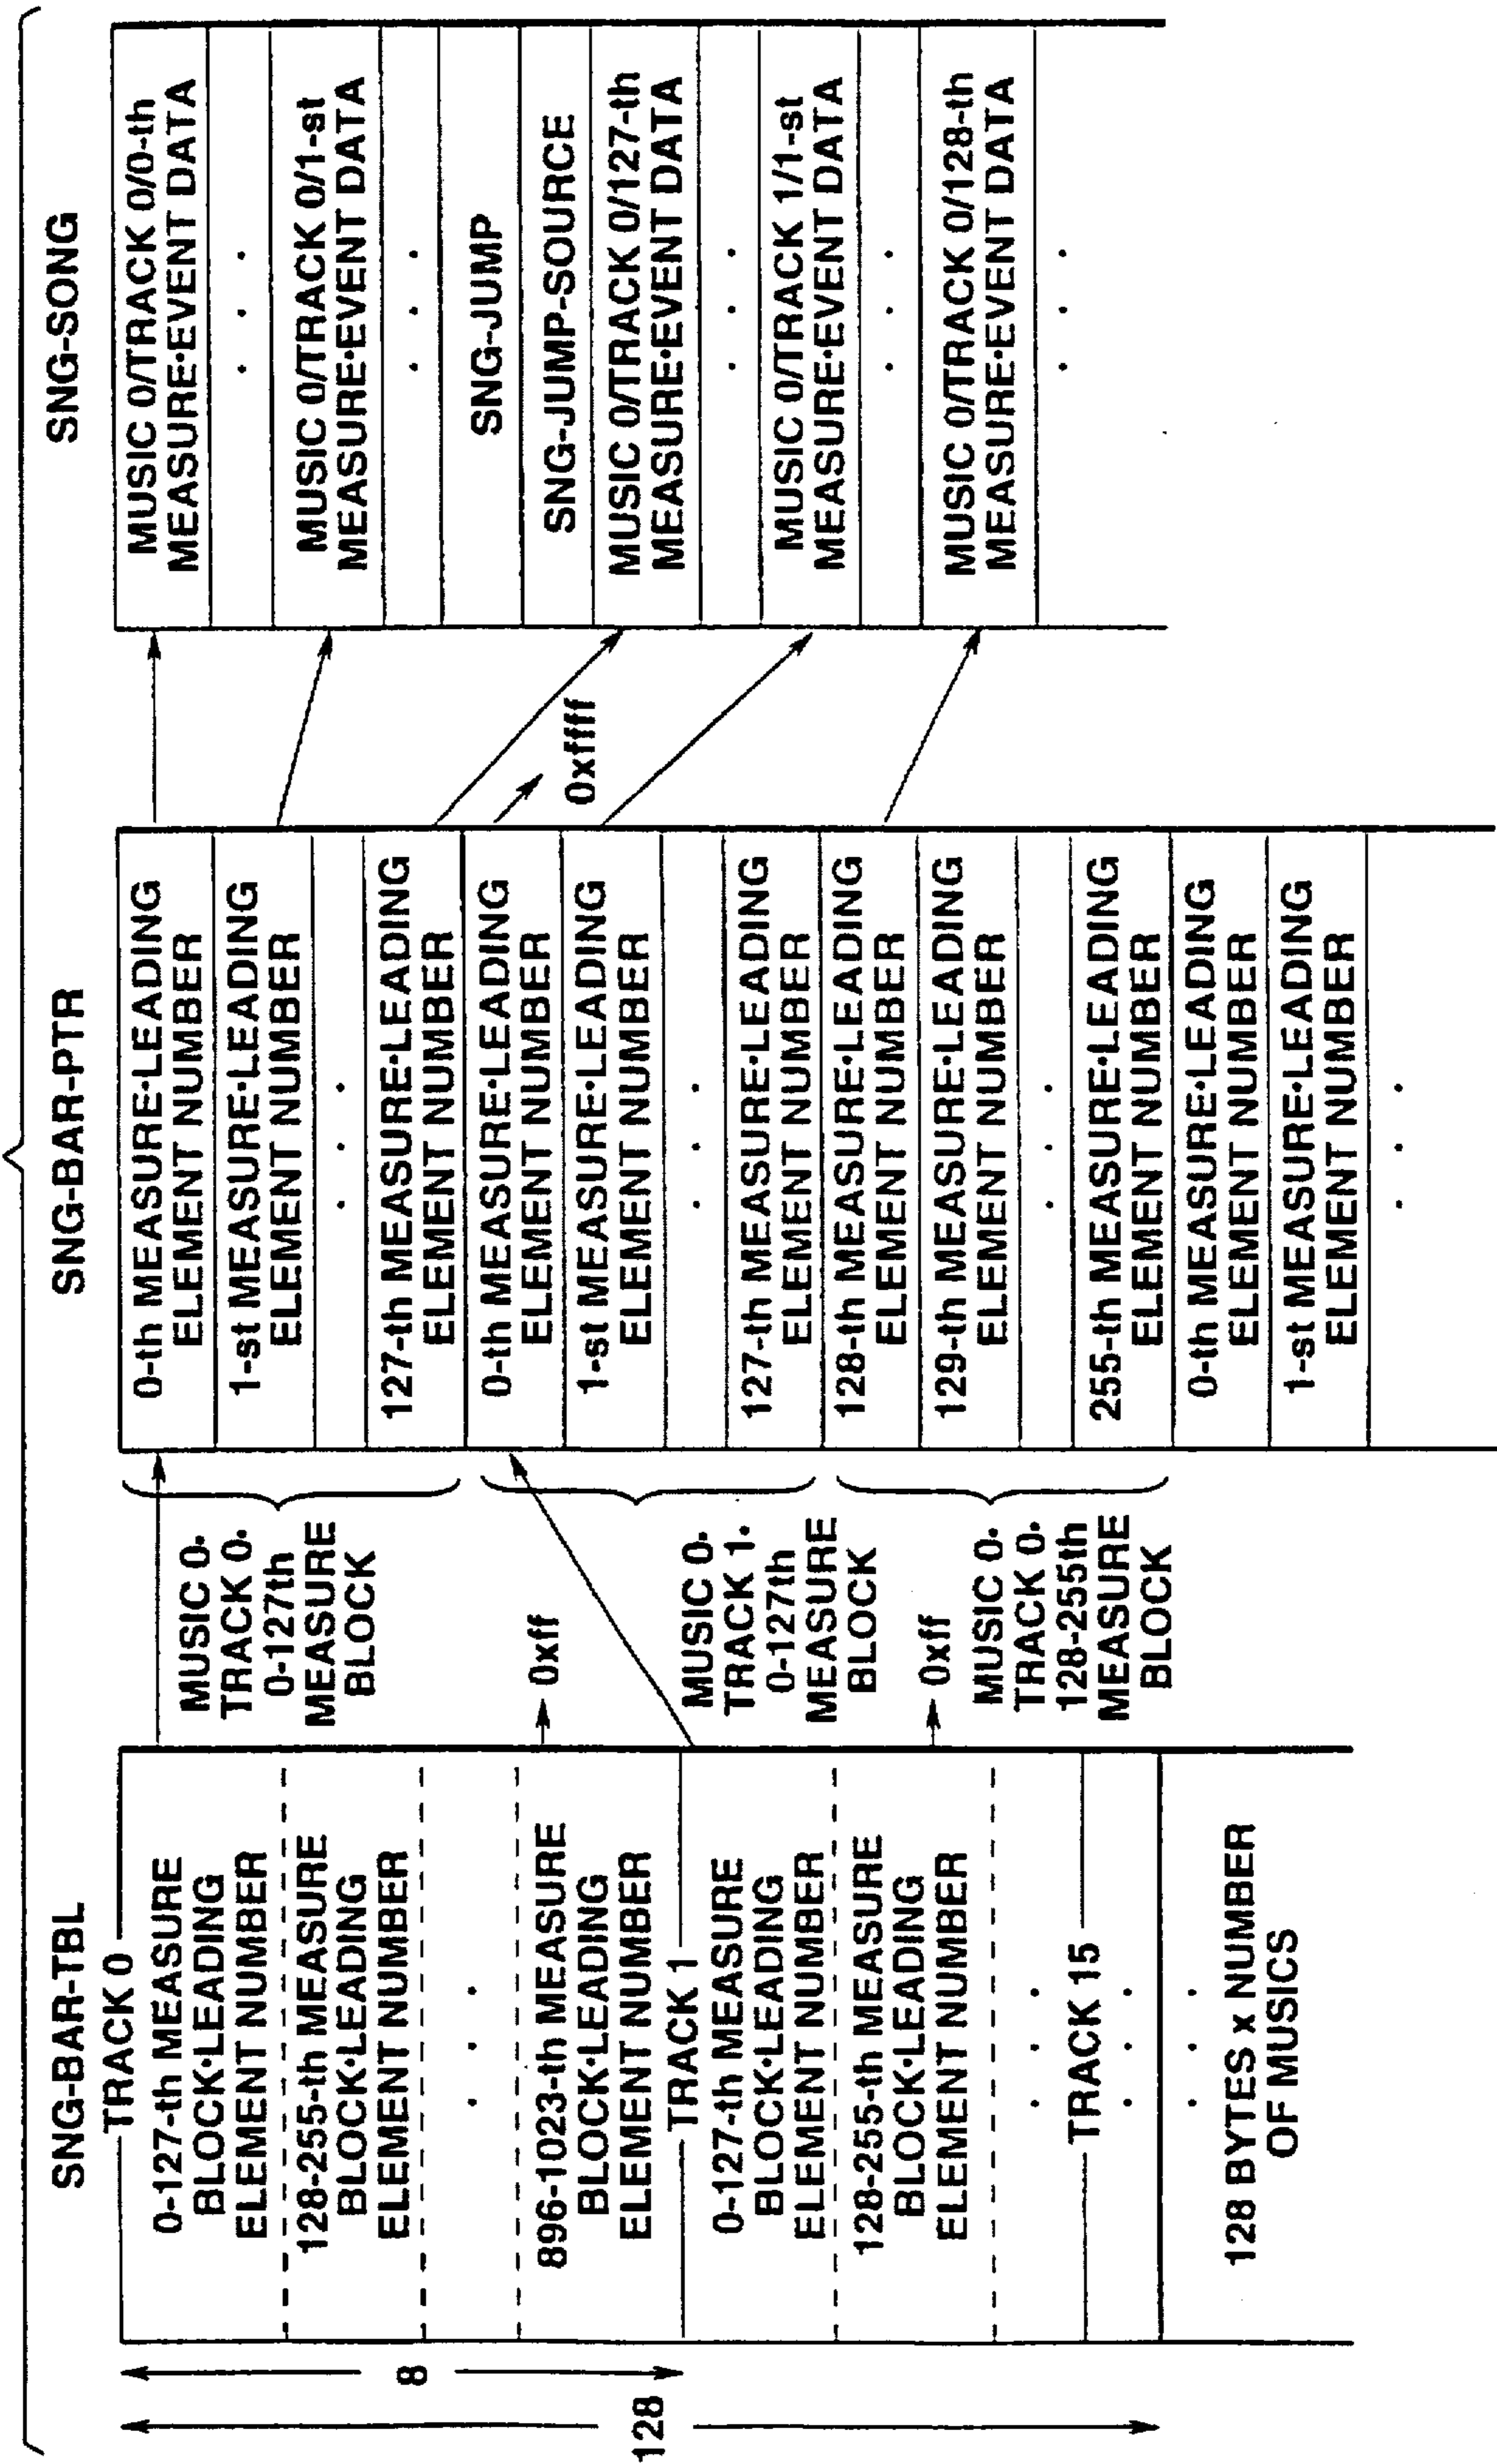 SNG-BAR-TBL
TRACK 0
0-127-th MEASURE
BLOCK·LEADING
ELEMENT NUMBER
128-255-th MEASURE
BLOCK·LEADING
ELEMENT NUMBER
896-1023-th MEASURE
BLOCK·LEADING
ELEMENT NUMBER
TRACK 1
0-127-th MEASURE
BLOCK·LEADING
ELEMENT NUMBER
128-255-th MEASURE
BLOCK·LEADING
ELEMENT NUMBER
TRACK 15
128 BYTES x NUMBER
OF MUSICS
8
128
MUSIC 0·
TRACK 0·
0-127th
MEASURE
BLOCK
0xff
MUSIC 0·
TRACK 1·
0-127th
MEASURE
BLOCK
0xff
MUSIC 0·
TRACK 0·
128-255th
MEASURE
BLOCK
SNG-BAR-PTR
0-th MEASURE·LEADING
ELEMENT NUMBER
1-st MEASURE·LEADING
ELEMENT NUMBER
127-th MEASURE·LEADING
ELEMENT NUMBER
0-th MEASURE·LEADING
ELEMENT NUMBER
1-st MEASURE·LEADING
ELEMENT NUMBER
127-th MEASURE·LEADING
ELEMENT NUMBER
128-th MEASURE·LEADING
ELEMENT NUMBER
129-th MEASURE·LEADING
ELEMENT NUMBER
255-th MEASURE·LEADING
ELEMENT NUMBER
0-th MEASURE·LEADING
ELEMENT NUMBER
1-st MEASURE·LEADING
ELEMENT NUMBER
0xffff
SNG-SONG
MUSIC 0/TRACK 0/0-th
MEASURE·EVENT DATA
MUSIC 0/TRACK 0/1-st
MEASURE·EVENT DATA
SNG-JUMP
SNG-JUMP-SOURCE
MUSIC 0/TRACK 0/127-th
MEASURE·EVENT DATA
MUSIC 0/TRACK 1/1-st
MEASURE·EVENT DATA
MUSIC 0/TRACK 0/128-th
MEASURE·EVENT DATA